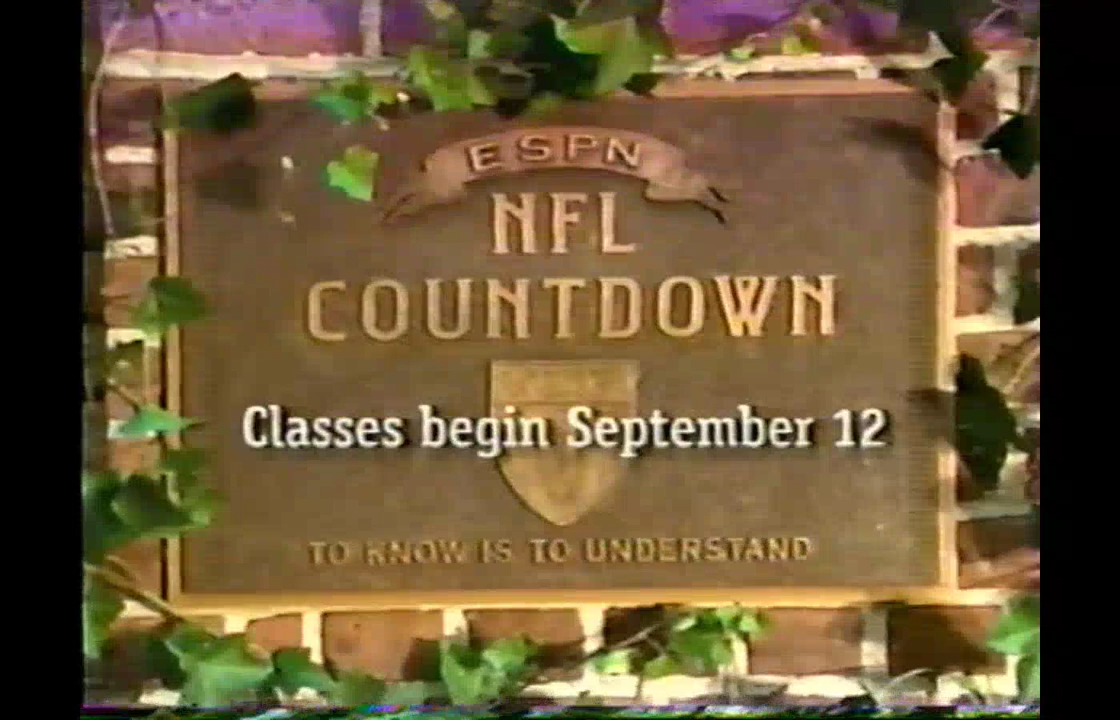 ESPN
NFL
COUNTDOWN
Classes begin September 12
TO KNOW IS TO UNDERSTAND